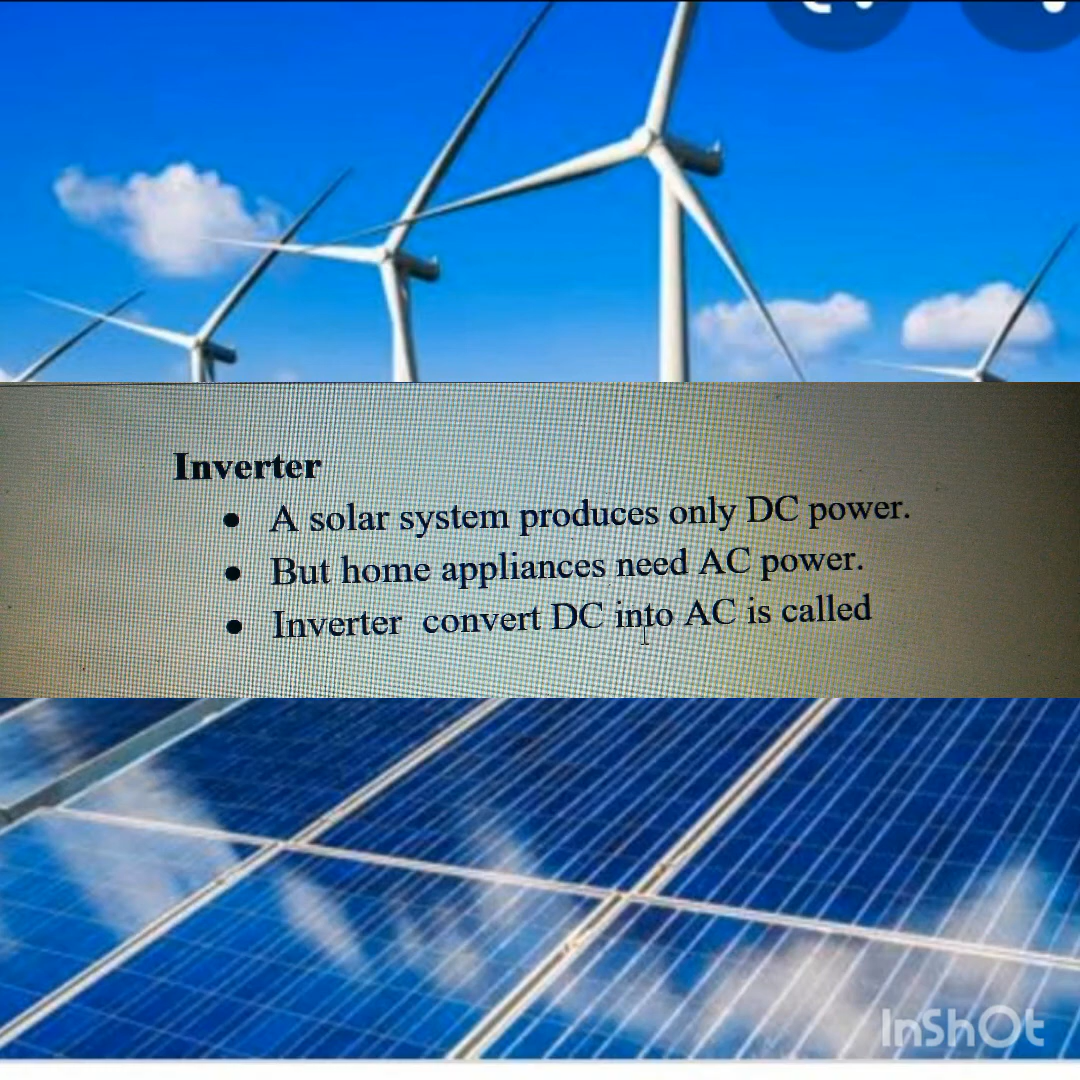 Inverter
• A solar system produces only DC power.
• But home appliances need AC power.
• Inverter convert DC into AC is called
InShOt